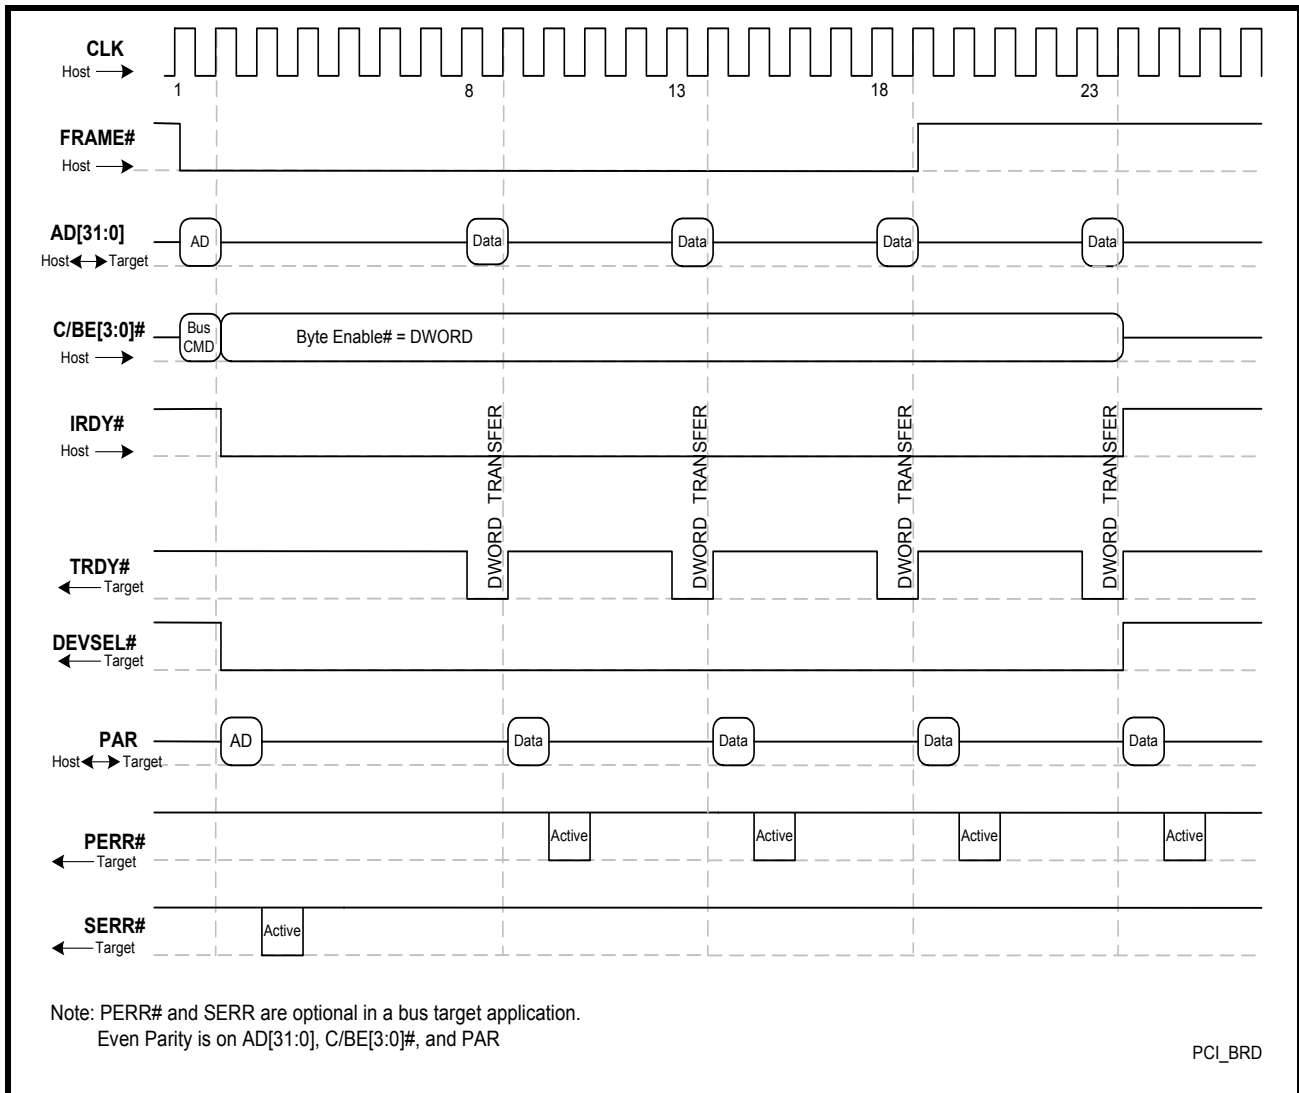 CLK
Host
1
8
13
18
23
FRAME#
Host
AD[31:0]
Host Target
AD
Data
Data
Data
Data
C/BE[3:0]#
Host
Bus
CMD
Byte Enable# = DWORD
IRDY#
Host
DWORD TRANSFER
DWORD TRANSFER
DWORD TRANSFER
DWORD TRANSFER
TRDY#
Target
DEVSEL#
Target
PAR
Host Target
AD
Data
Data
Data
Data
PERR#
Target
Active
Active
Active
Active
SERR#
Target
Active
Note: PERR# and SERR are optional in a bus target application.
Even Parity is on AD[31:0], C/BE[3:0]#, and PAR
PCI_BRD